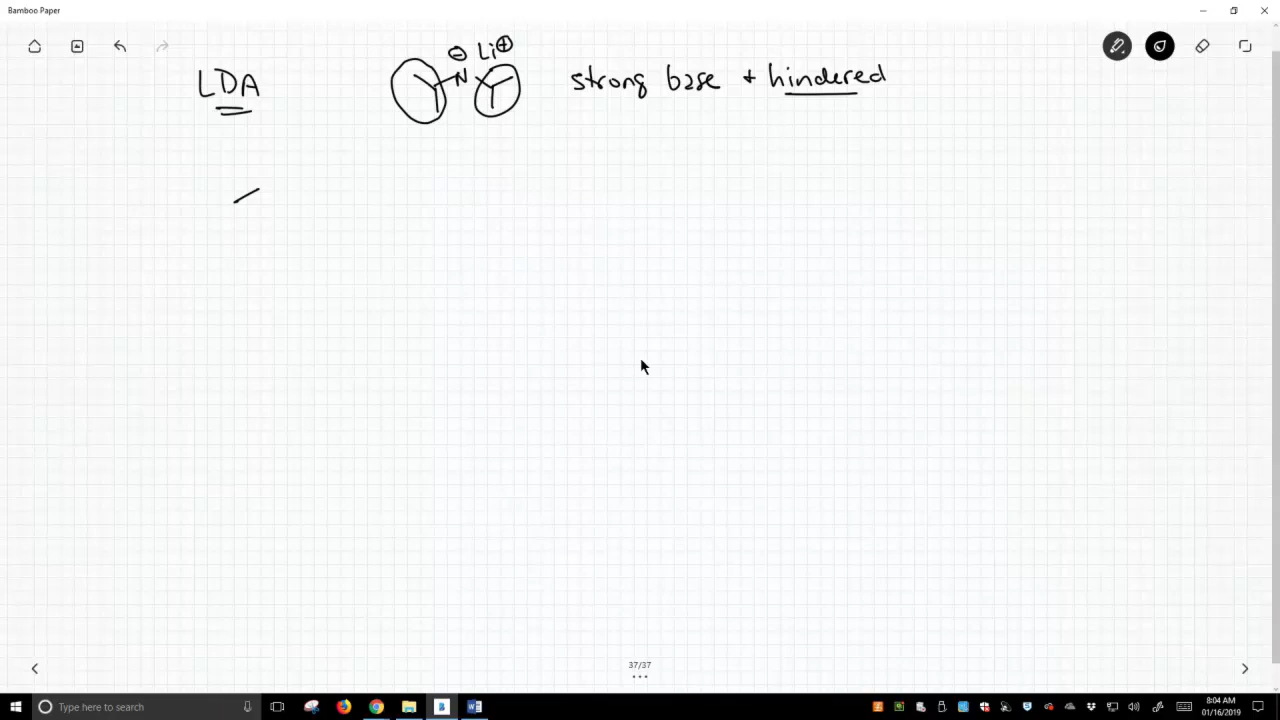 Bamboo Paper
LDA
⊖ Li⊕
N
strong base + hindered
37/37
Type here to search
8:04 AM
01/16/2019